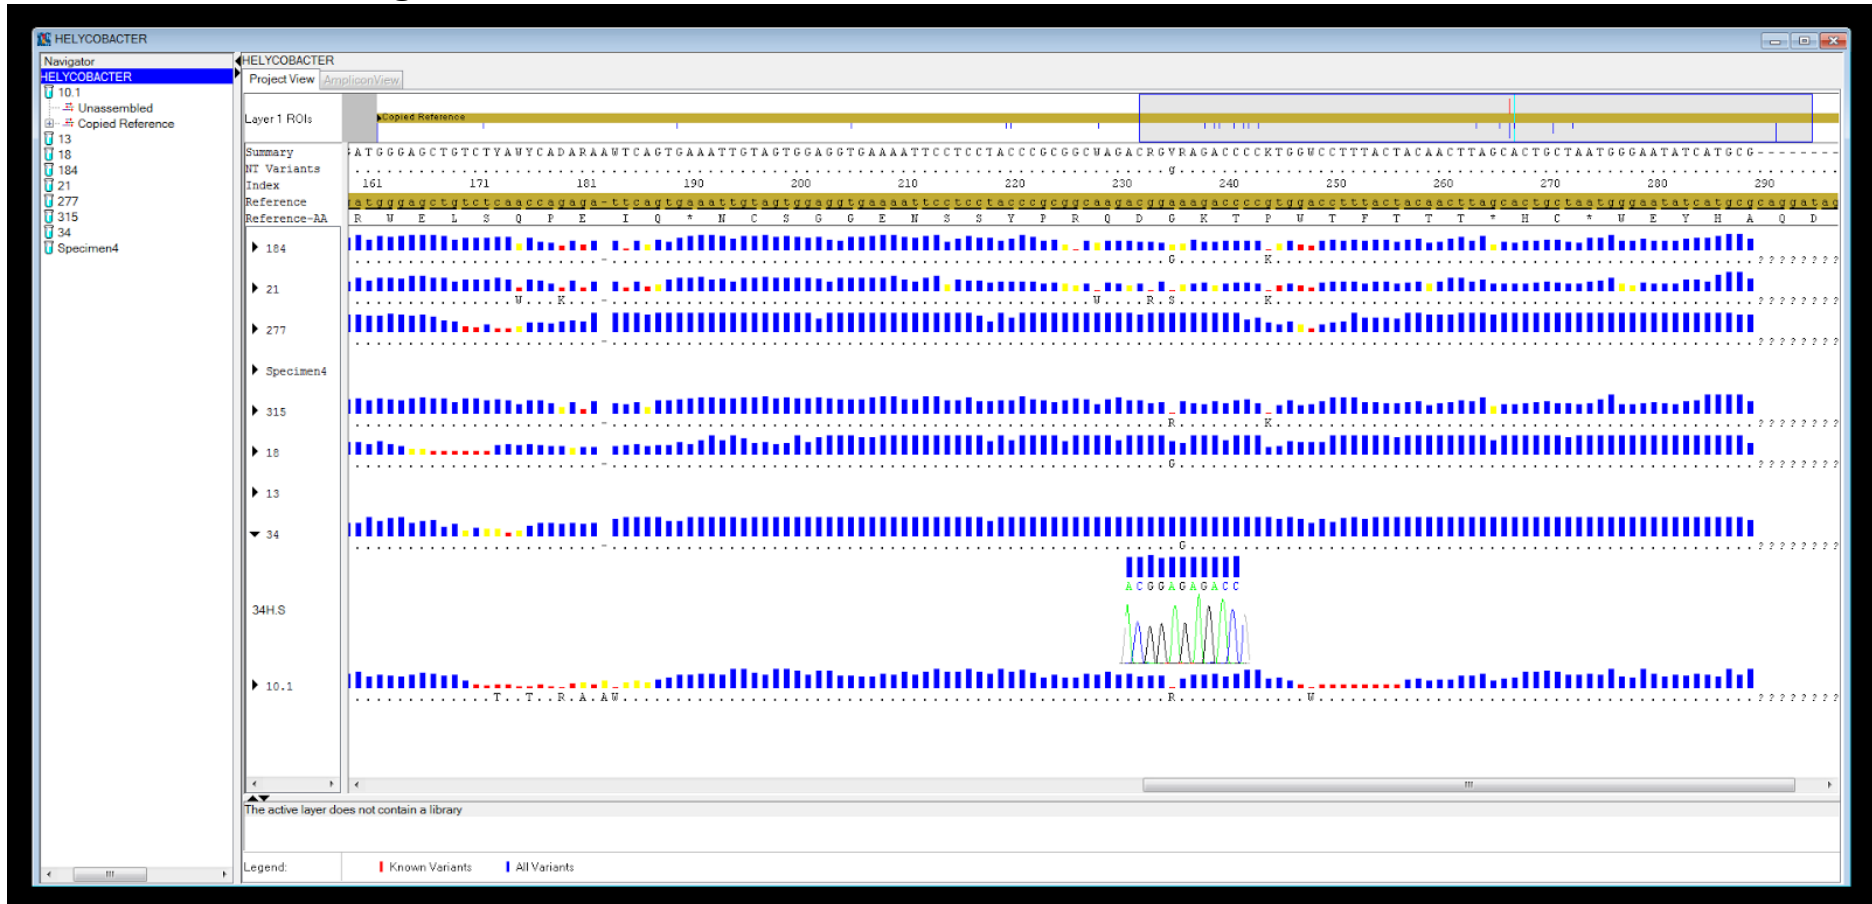 HELYCOBACTER
Navigator
HELYCOBACTER
10.1
Unassembled
Copied Reference
13
18
184
21
277
315
34
Specimen4
HELYCOBACTER
Project View AmpliconView
Layer 1 ROIs
Copied Reference
Summary
NT Variants
g
Index 161 171 181 190 200 210 220 230 240 250 260 270 280 290
Reference
Reference-AA R W E L S Q P E I Q * N C S G G E N S S Y P R Q D G K T P W T F T T T * H C * W E Y H A Q D
184
- G K ? ? ? ? ? ? ? ?
21
W K - W R S K ? ? ? ? ? ? ? ?
277
- ? ? ? ? ? ? ? ?
Specimen4
315
- R K ? ? ? ? ? ? ? ?
18
- G ? ? ? ? ? ? ? ?
13
34
- G ? ? ? ? ? ? ? ?
A C G G A G A G A C C
34H.S
10.1
T T R A A W R W ? ? ? ? ? ? ? ?
The active layer does not contain a library
Legend: Known Variants All Variants